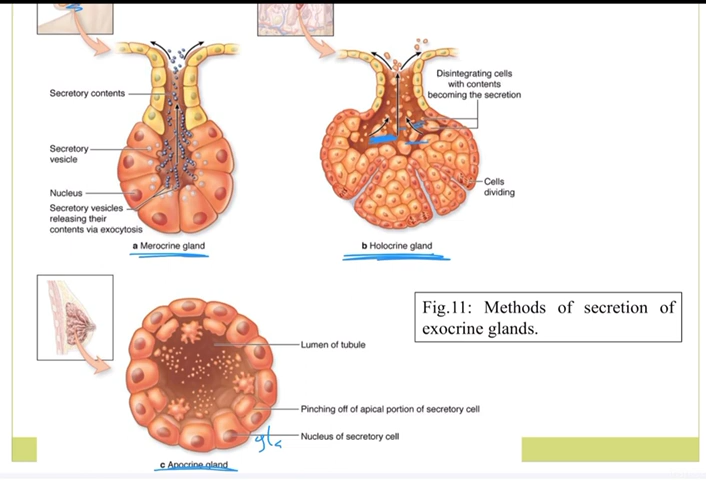 Secretory contents
Secretory
vesicle
Nucleus
Secretory vesicles
releasing their
contents via exocytosis
a Merocrine gland
Disintegrating cells
with contents
becoming the secretion
Cells
dividing
b Holocrine gland
Fig.11: Methods of secretion of
exocrine glands.
Lumen of tubule
Pinching off of apical portion of secretory cell
Nucleus of secretory cell
c Apocrine gland